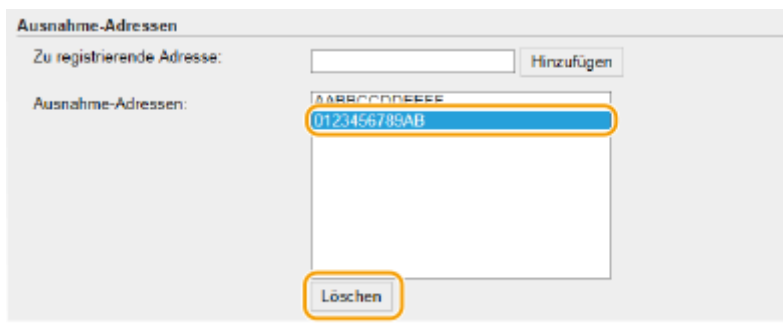 Ausnahme-Adressen
Zu registrierende Adresse:
Hinzufügen
Ausnahme-Adressen:
AABBCCDDEEFF
0123456789AB
Löschen